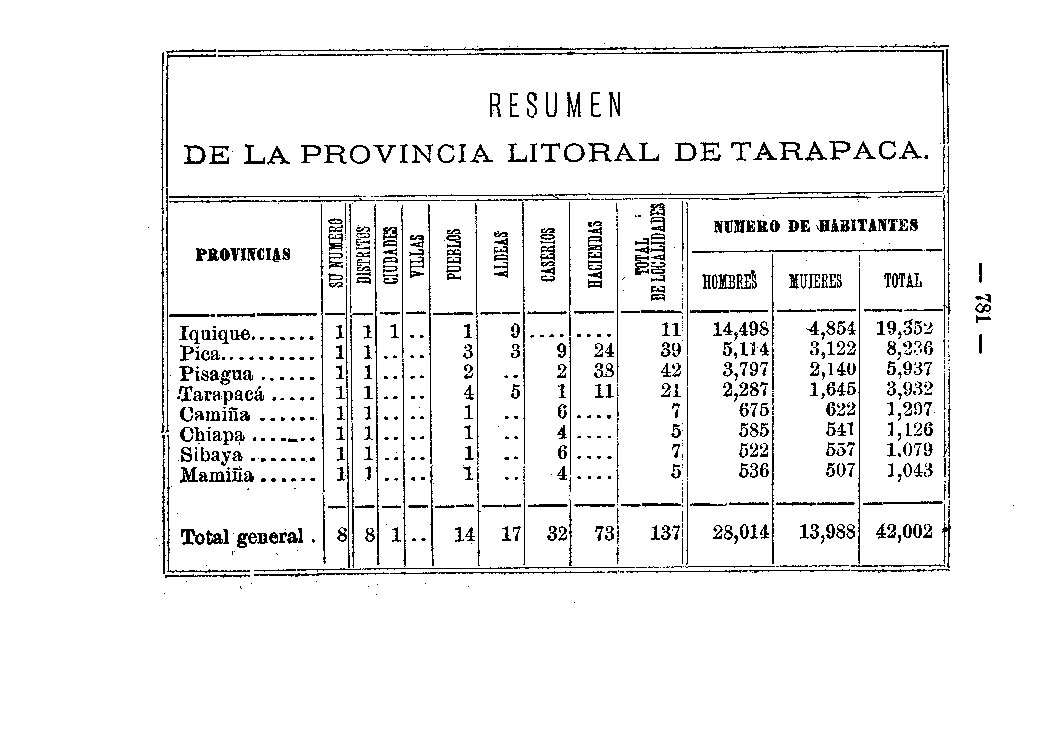 RESUMEN
DE LA PROVINCIA LITORAL DE TARAPACA.
PROVINCIAS SU NUMERO DISTRITOS CIUDADES VILLAS PUEBLOS ALDEAS CASERIOS HACIENDAS TOTAL DE LOCALIDADES NUMERO DE HABITANTES
HOMBRES MUJERES TOTAL
Iquique....... 1 1 1 .. 1 9 .... .... 11 14,498 4,854 19,352
Pica.......... 1 1 .. .. 3 3 9 24 39 5,114 3,122 8,236
Pisagua ...... 1 1 .. .. 2 .. 2 38 42 3,797 2,140 5,937
Tarapacá ..... 1 1 .. .. 4 5 1 11 21 2,287 1,645 3,932
Camiña ...... 1 1 .. .. 1 .. 6 .... 7 675 622 1,297
Chiapa ....... 1 1 .. .. 1 .. 4 .... 5 585 541 1,126
Sibaya ....... 1 1 .. .. 1 .. 6 .... 7 522 557 1,079
Mamiña ...... 1 1 .. .. 1 .. 4 .... 5 536 507 1,043
Total general . 8 8 1 .. 14 17 32 73 137 28,014 13,988 42,002
— 781 —